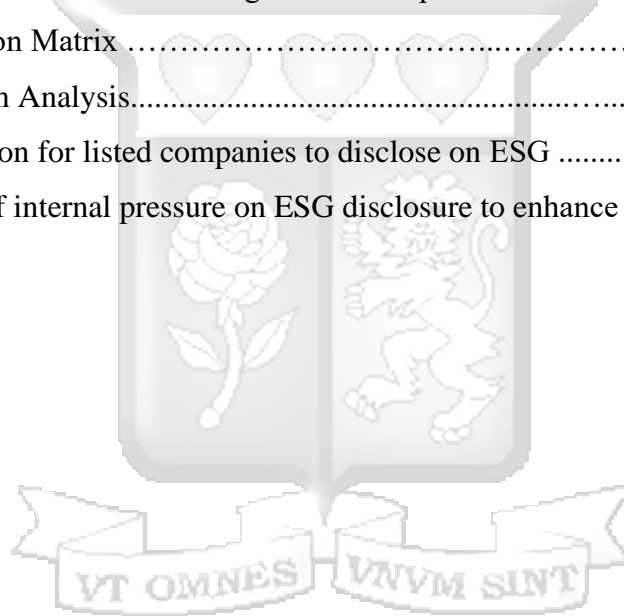 on Matrix ……………………………...…………
n Analysis..................................................…...
on for listed companies to disclose on ESG ........
f internal pressure on ESG disclosure to enhance
VT OMNES VNVM SINT